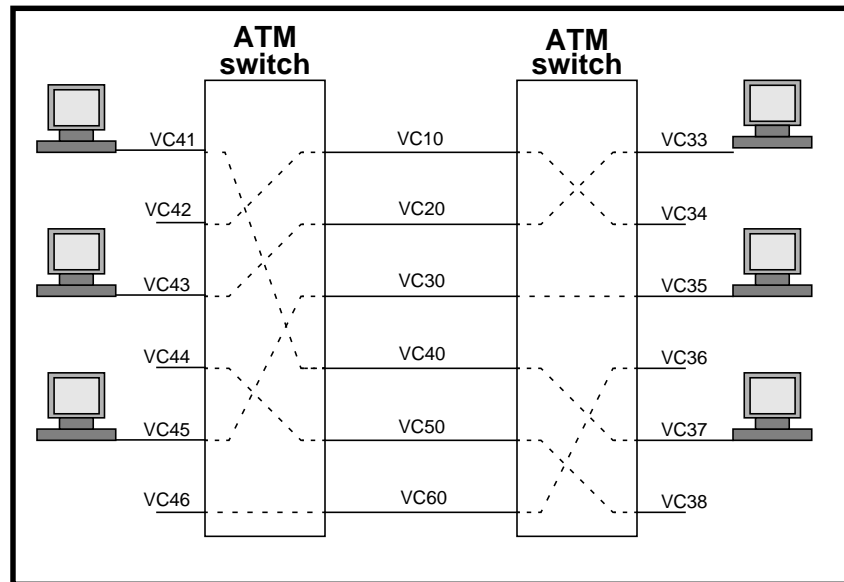 ATM
switch
ATM
switch
VC41
VC10
VC33
VC42
VC20
VC34
VC43
VC30
VC35
VC44
VC40
VC36
VC45
VC50
VC37
VC46
VC60
VC38